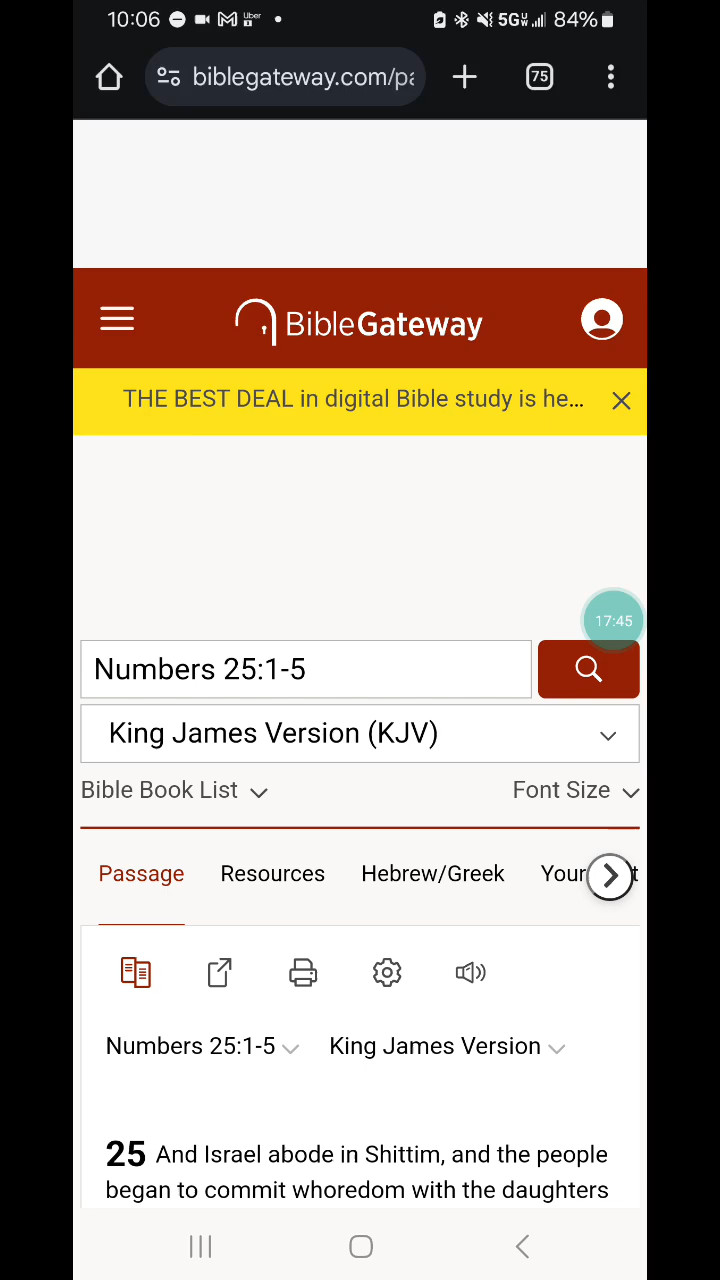 10:06 Uber 5G 84%
biblegateway.com/pa 75
BibleGateway
THE BEST DEAL in digital Bible study is he...
17:45
Numbers 25:1-5
King James Version (KJV)
Bible Book List Font Size
Passage Resources Hebrew/Greek Your t
Numbers 25:1-5 King James Version
25 And Israel abode in Shittim, and the people
began to commit whoredom with the daughters